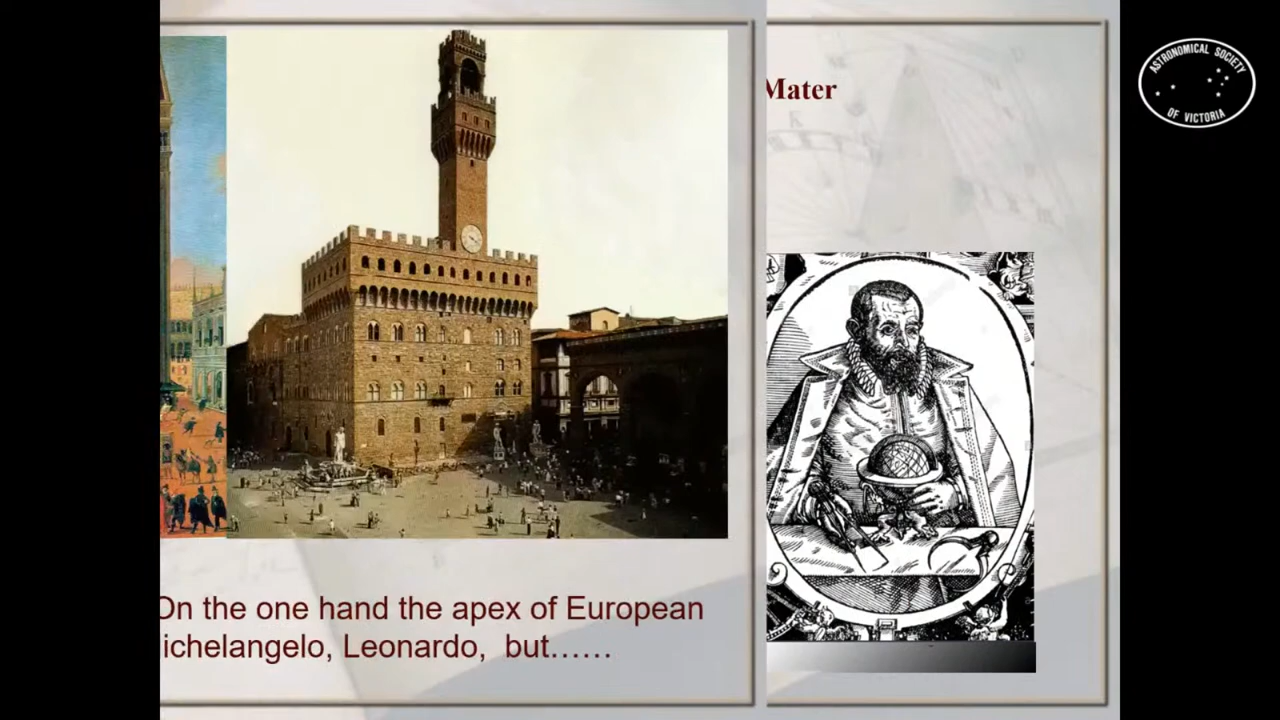 Mater
ASTRONOMICAL SOCIETY
OF VICTORIA
On the one hand the apex of European
ichelangelo, Leonardo,  but……